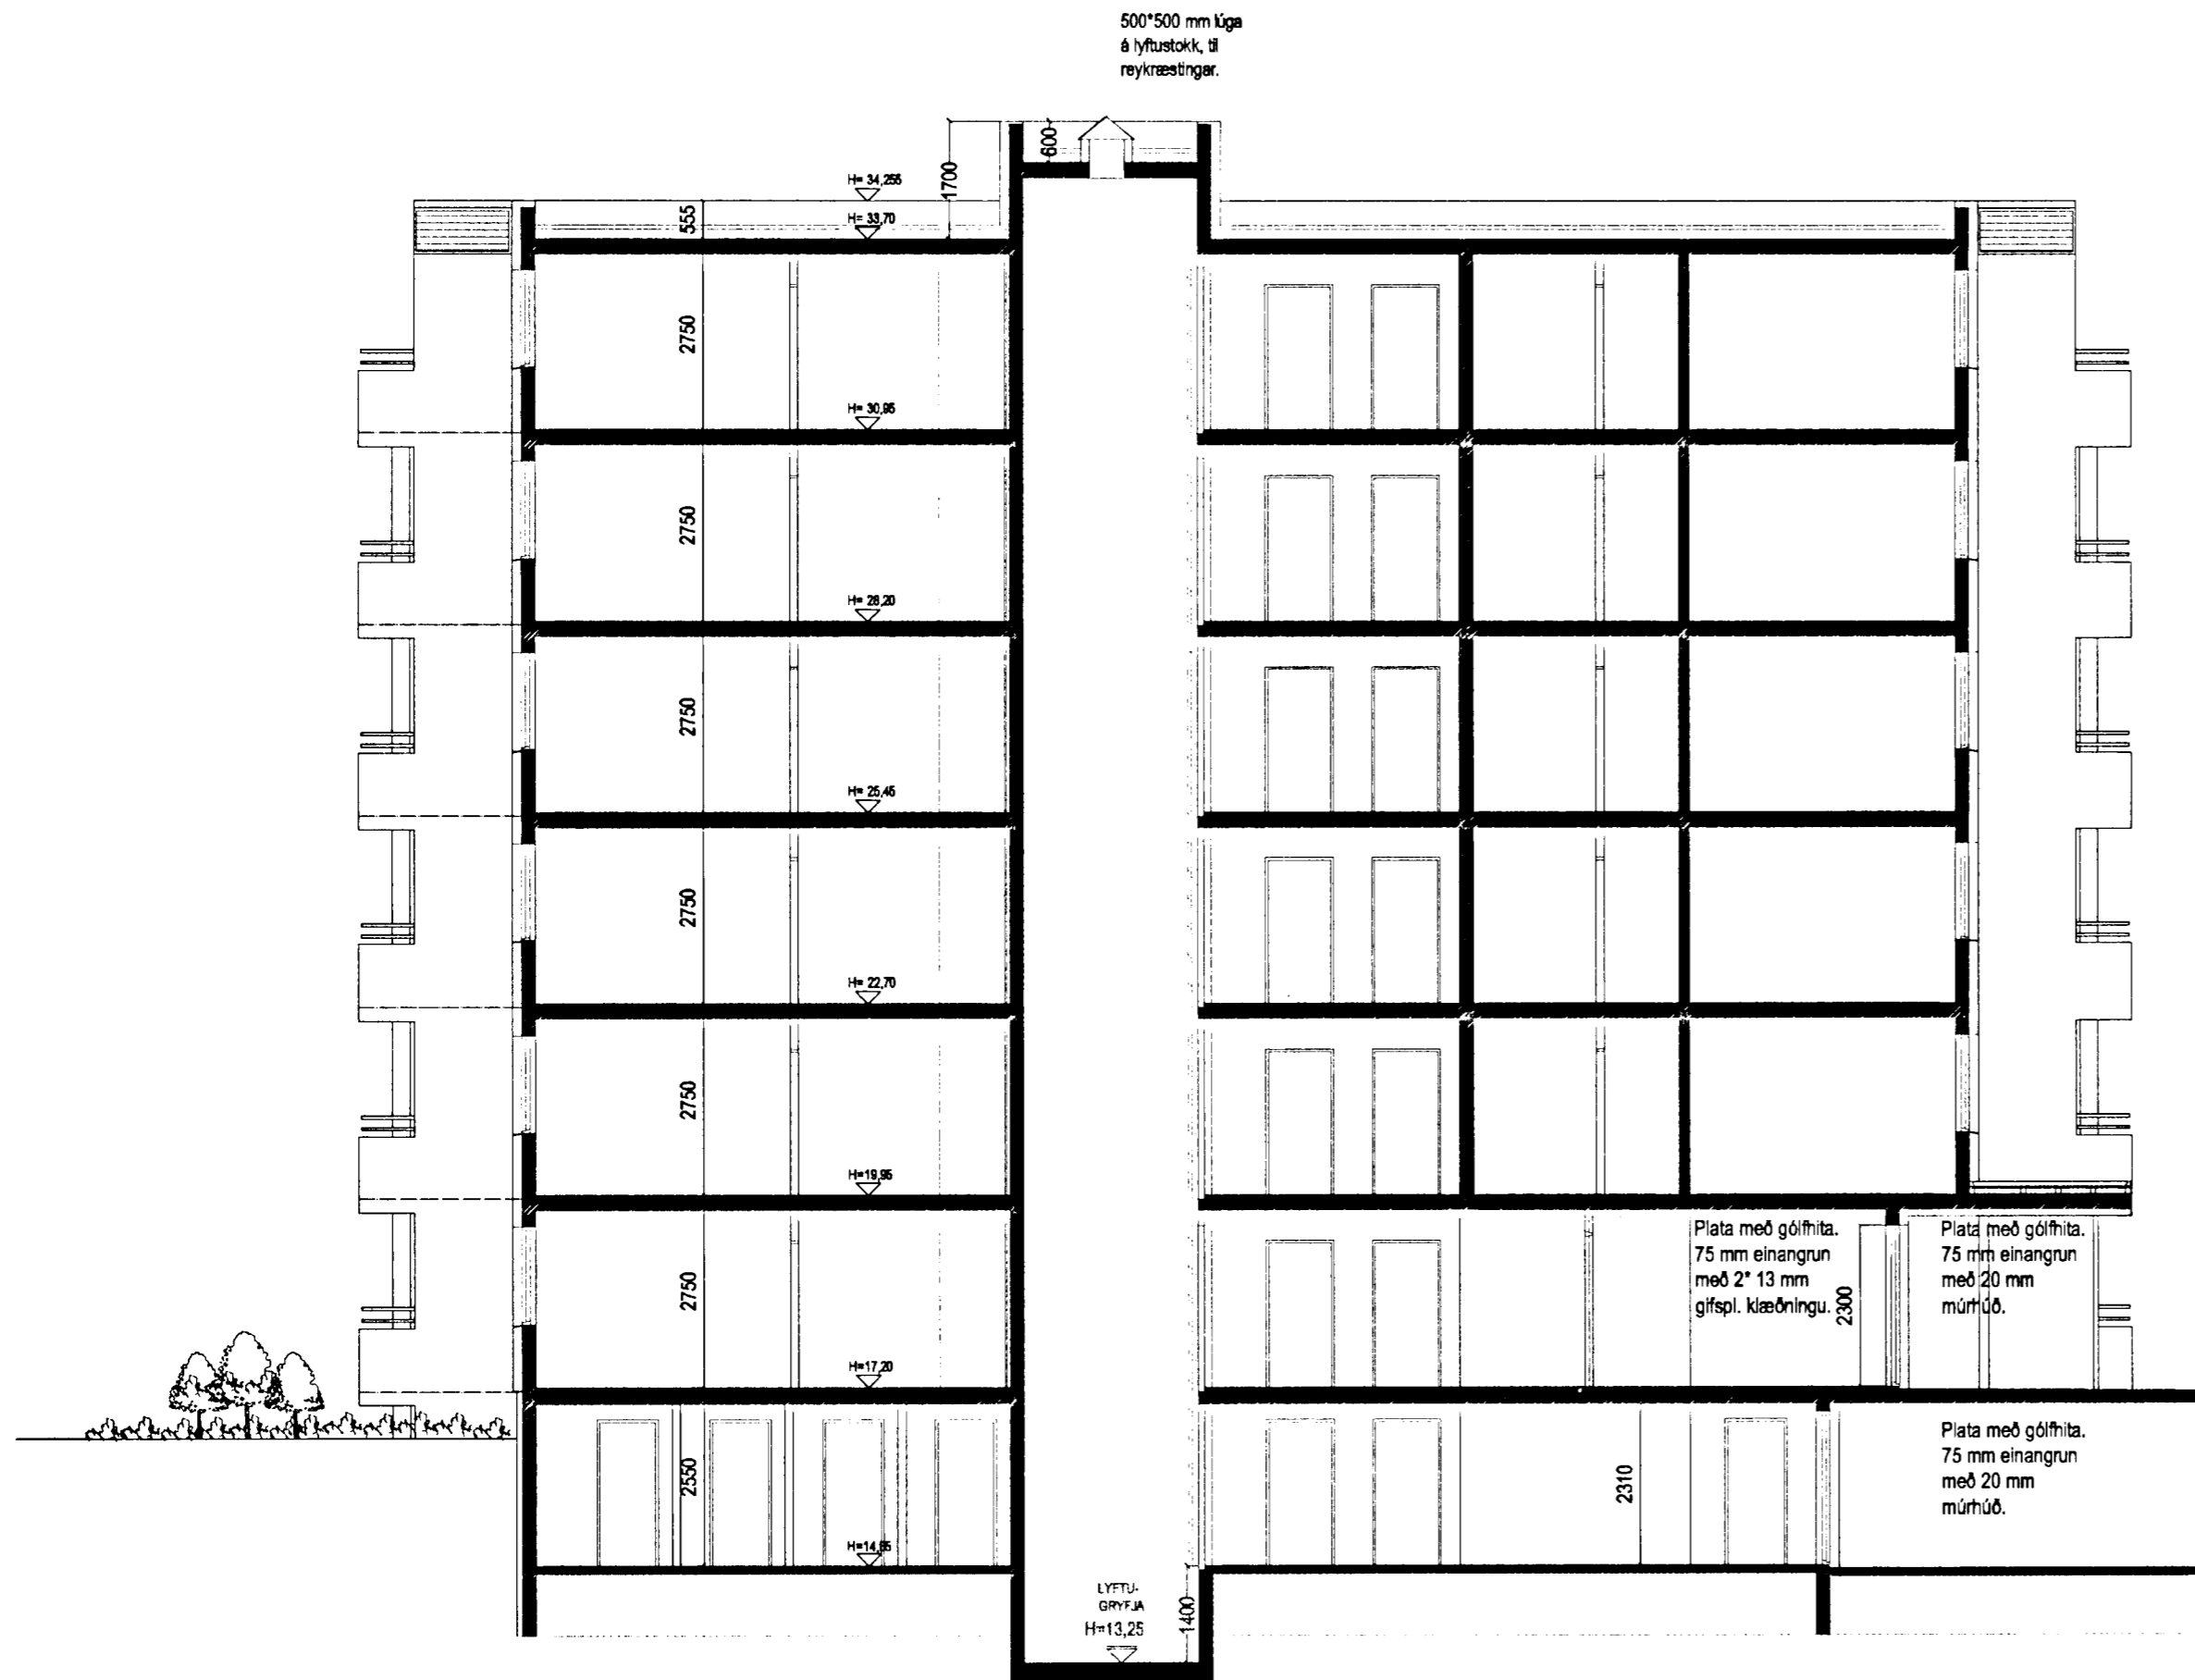 500*500 mm lúga
á lyftustokk, til
reykræstingar.
600
1700
H= 34,255
555
H= 33,70
2750
H= 30,95
2750
H= 28,20
2750
H= 25,45
2750
H= 22,70
2750
H=19,95
Plata með gólfhita.
75 mm einangrun
með 2* 13 mm
gifspl. klæðningu.
2300
Plata með gólfhita.
75 mm einangrun
með 20 mm
múrhúð.
2750
H=17,20
Plata með gólfhita.
75 mm einangrun
með 20 mm
múrhúð.
2550
2310
H=14,65
LYFTU-
GRYFJA
H=13,25
1400